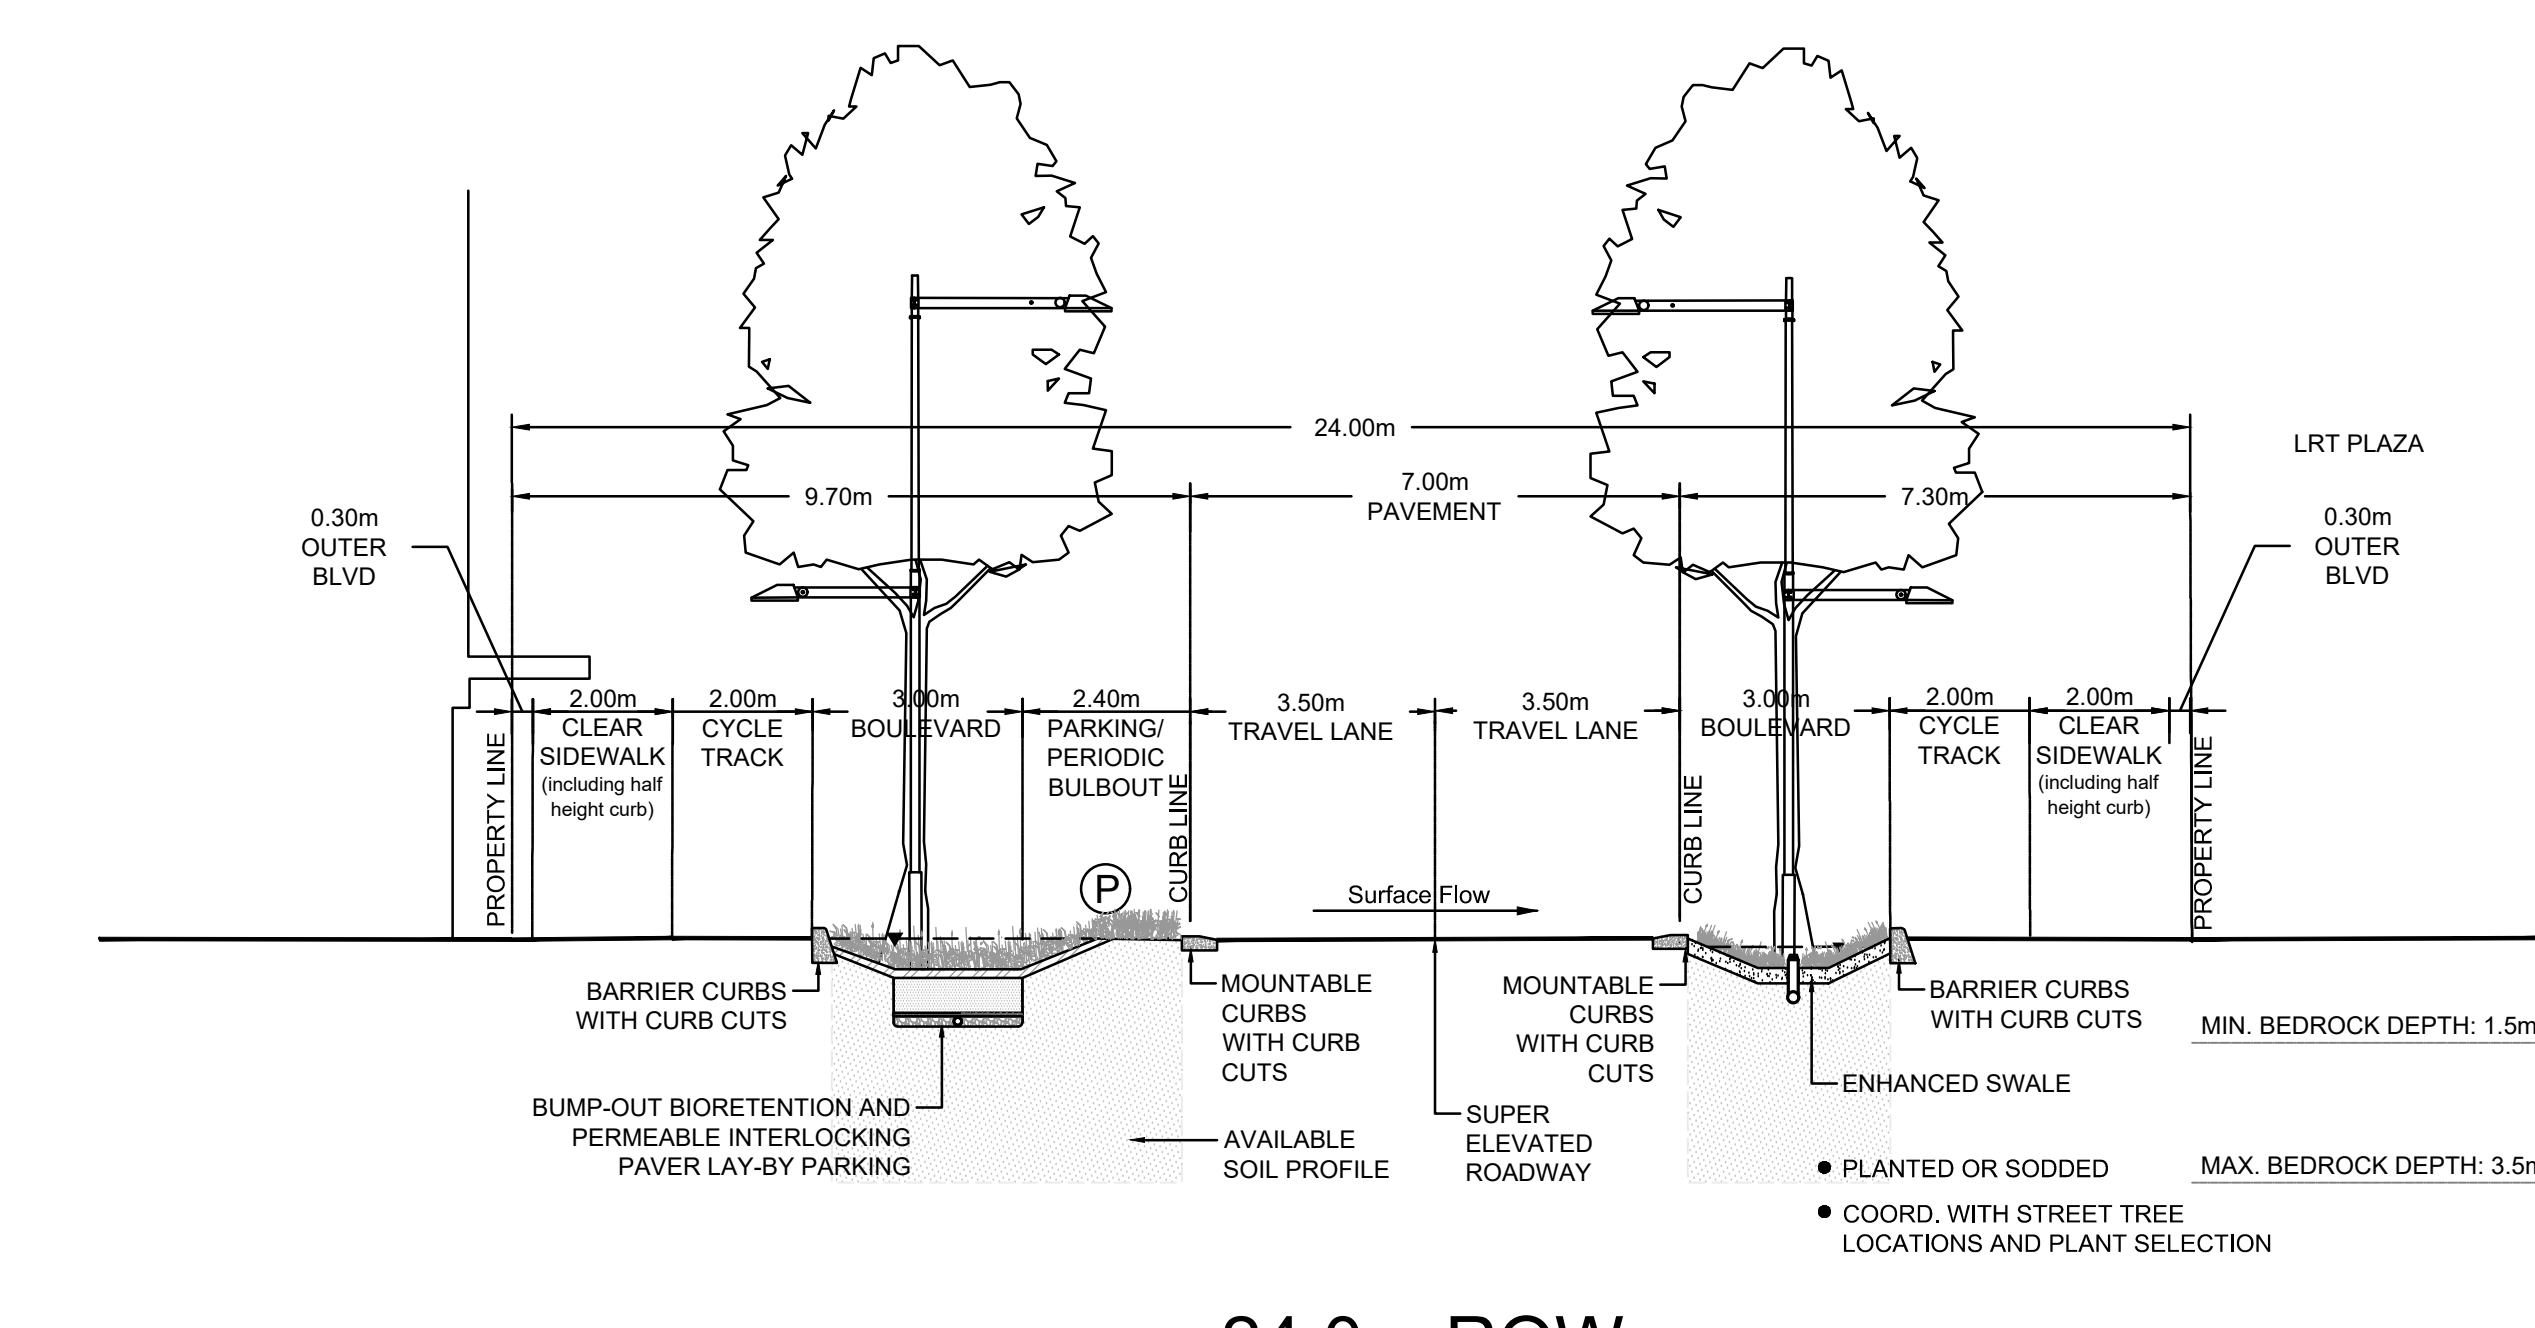 24.00m
LRT PLAZA
9.70m
7.00m
PAVEMENT
7.30m
0.30m
OUTER
BLVD
0.30m
OUTER
BLVD
2.00m
CLEAR
SIDEWALK
(including half
height curb)
2.00m
CYCLE
TRACK
3.00m
BOULEVARD
2.40m
PARKING/
PERIODIC
BULBOUT
3.50m
TRAVEL LANE
3.50m
TRAVEL LANE
3.00m
BOULEVARD
2.00m
CYCLE
TRACK
2.00m
CLEAR
SIDEWALK
(including half
height curb)
PROPERTY LINE
CURB LINE
CURB LINE
PROPERTY LINE
P
Surface Flow
BARRIER CURBS
WITH CURB CUTS
MOUNTABLE
CURBS
WITH CURB
CUTS
MOUNTABLE
CURBS
WITH CURB
CUTS
BARRIER CURBS
WITH CURB CUTS
MIN. BEDROCK DEPTH: 1.5m
ENHANCED SWALE
BUMP-OUT BIORETENTION AND
PERMEABLE INTERLOCKING
PAVER LAY-BY PARKING
AVAILABLE
SOIL PROFILE
SUPER
ELEVATED
ROADWAY
● PLANTED OR SODDED
MAX. BEDROCK DEPTH: 3.5m
● COORD. WITH STREET TREE
LOCATIONS AND PLANT SELECTION
ROW